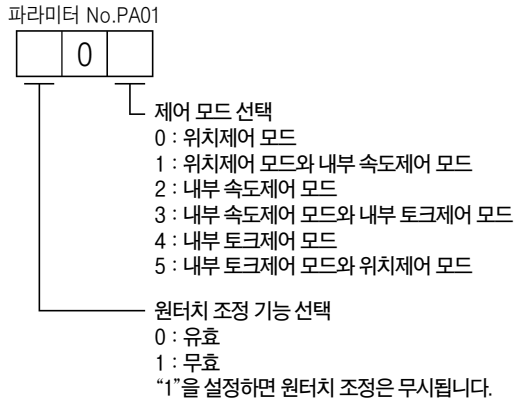 파라미터 No.PA01
0
제어 모드 선택
0 : 위치제어 모드
1 : 위치제어 모드와 내부 속도제어 모드
2 : 내부 속도제어 모드
3 : 내부 속도제어 모드와 내부 토크제어 모드
4 : 내부 토크제어 모드
5 : 내부 토크제어 모드와 위치제어 모드
원터치 조정 기능 선택
0 : 유효
1 : 무효
“1”을 설정하면 원터치 조정은 무시됩니다.